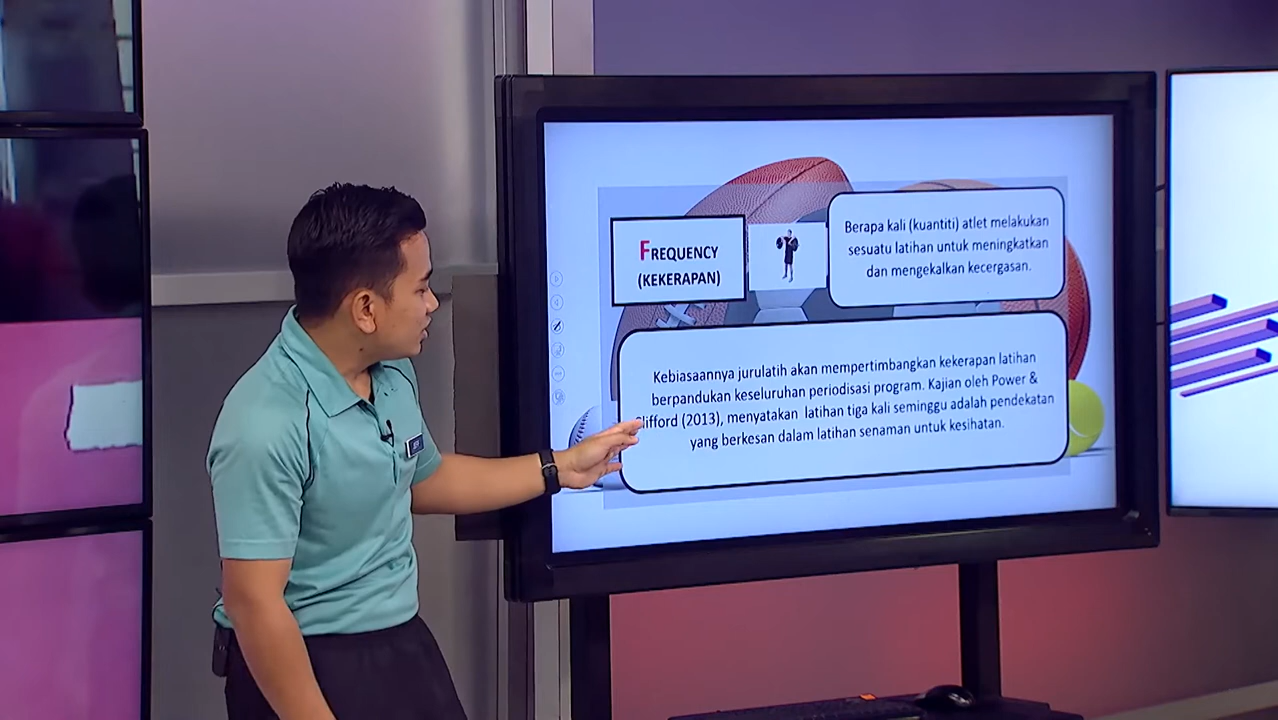 FREQUENCY
(KEKERAPAN)
Berapa kali (kuantiti) atlet melakukan
sesuatu latihan untuk meningkatkan
dan mengekalkan kecergasan.
Kebiasaannya jurulatih akan mempertimbangkan kekerapan latihan
berpandukan keseluruhan periodisasi program. Kajian oleh Power &
lifford (2013), menyatakan latihan tiga kali seminggu adalah pendekatan
yang berkesan dalam latihan senaman untuk kesihatan.